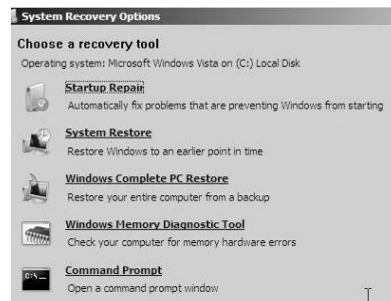 System Recovery Options
Choose a recovery tool
Operating system: Microsoft Windows Vista on (C:) Local Disk
Startup Repair
Automatically fix problems that are preventing Windows from starting
System Restore
Restore Windows to an earlier point in time
Windows Complete PC Restore
Restore your entire computer from a backup
Windows Memory Diagnostic Tool
Check your computer for memory hardware errors
C:\_
Command Prompt
Open a command prompt window